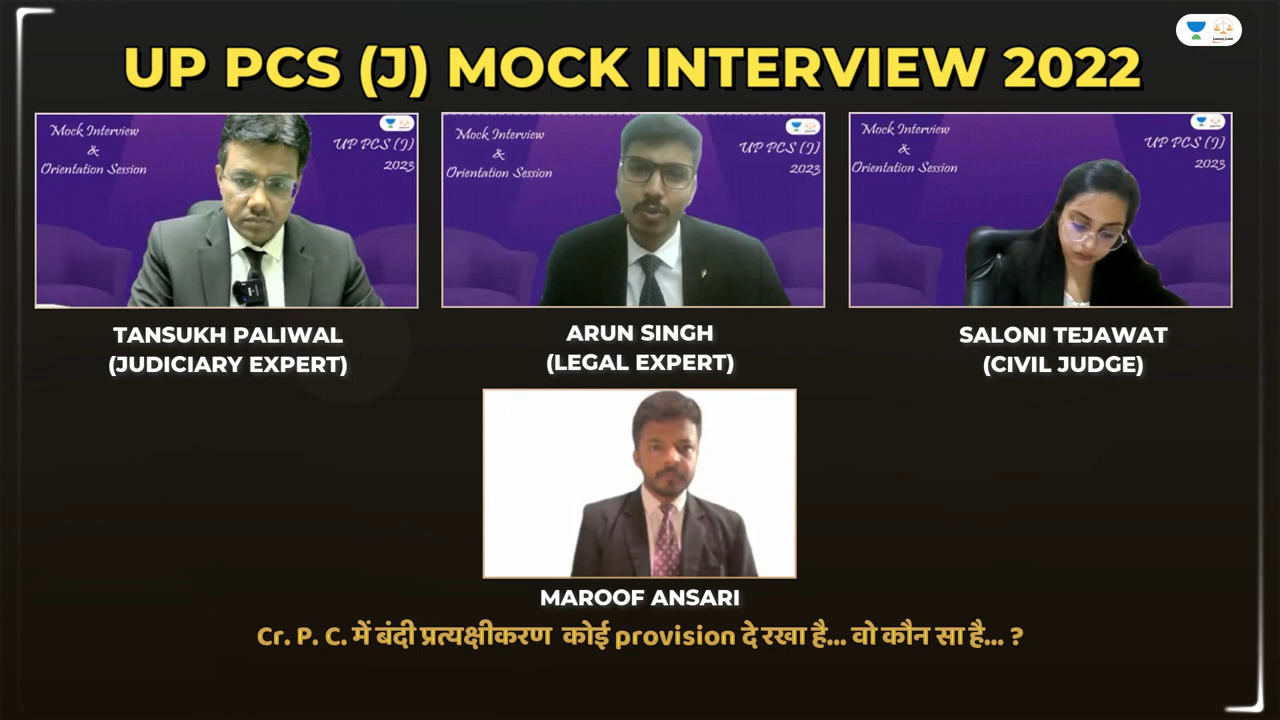 UP PCS (J) MOCK INTERVIEW 2022
Mock Interview
&
Orientation Session
UP PCS (J)
2023
Mock Interview
&
Orientation Session
UP PCS (J)
2023
Mock Interview
&
Orientation Session
UP PCS (J)
2023
TANSUKH PALIWAL
(JUDICIARY EXPERT)
ARUN SINGH
(LEGAL EXPERT)
SALONI TEJAWAT
(CIVIL JUDGE)
MAROOF ANSARI
Cr. P. C. में बंदी प्रत्यक्षीकरण कोई provision दे रखा है... वो कौन सा है... ?